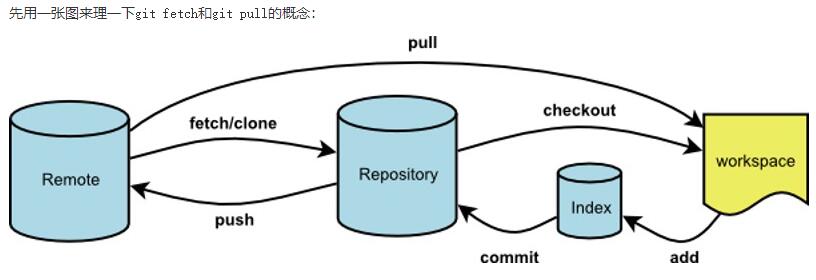 先用一张图来理一下git fetch和git pull的概念：
pull
fetch/clone
checkout
Remote
Repository
workspace
push
Index
commit
add